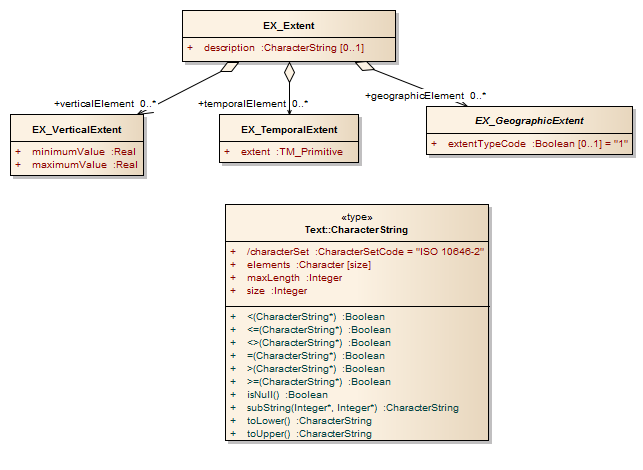 EX_Extent
+ description :CharacterString [0..1]
+verticalElement 0..*
+temporalElement 0..*
+geographicElement 0..*
EX_VerticalExtent
+ minimumValue :Real
+ maximumValue :Real
EX_TemporalExtent
+ extent :TM_Primitive
EX_GeographicExtent
+ extentTypeCode :Boolean [0..1] = "1"
«type»
Text::CharacterString
+ /characterSet :CharacterSetCode = "ISO 10646-2"
+ elements :Character [size]
+ maxLength :Integer
+ size :Integer
+ <(CharacterString*) :Boolean
+ <=(CharacterString*) :Boolean
+ <>(CharacterString*) :Boolean
+ =(CharacterString*) :Boolean
+ >(CharacterString*) :Boolean
+ >=(CharacterString*) :Boolean
+ isNull() :Boolean
+ subString(Integer*, Integer*) :CharacterString
+ toLower() :CharacterString
+ toUpper() :CharacterString